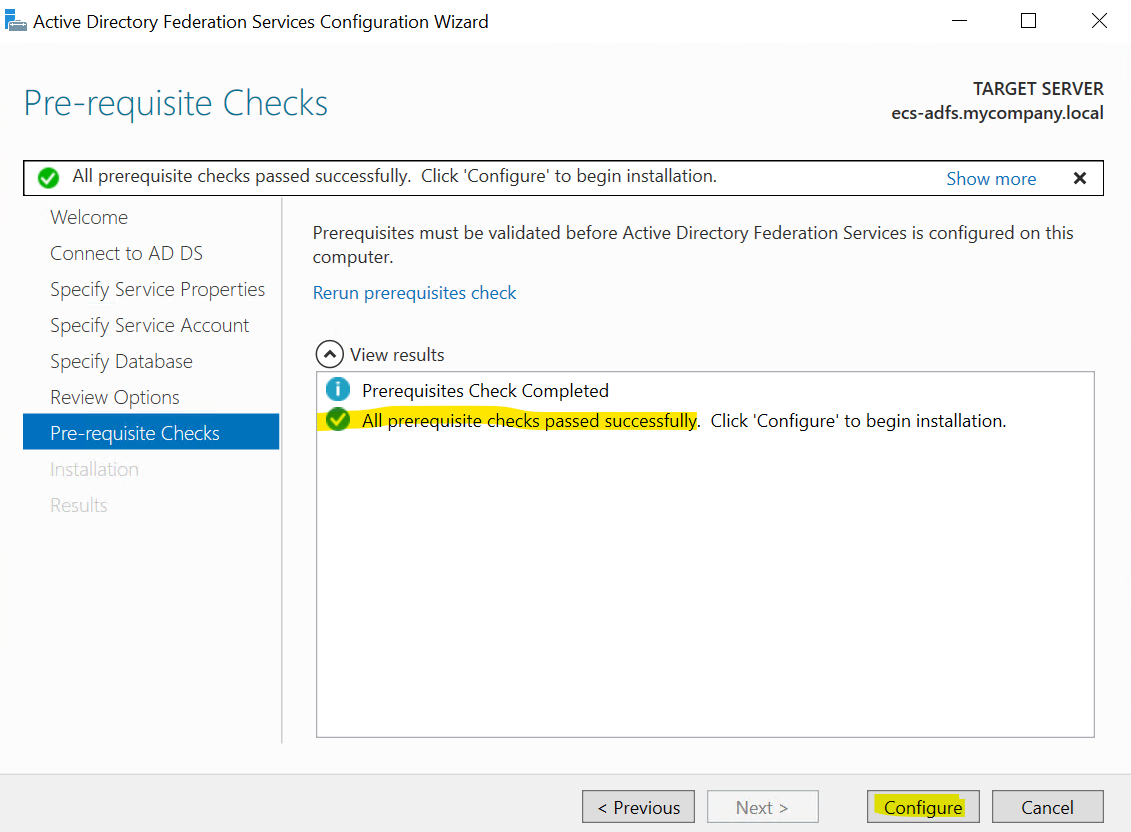 Active Directory Federation Services Configuration Wizard
Pre-requisite Checks
TARGET SERVER
ecs-adfs.mycompany.local
All prerequisite checks passed successfully.  Click 'Configure' to begin installation.
Show more
Welcome
Connect to AD DS
Specify Service Properties
Specify Service Account
Specify Database
Review Options
Pre-requisite Checks
Installation
Results
Prerequisites must be validated before Active Directory Federation Services is configured on this
computer.
Rerun prerequisites check
View results
Prerequisites Check Completed
All prerequisite checks passed successfully.  Click 'Configure' to begin installation.
< Previous
Next >
Configure
Cancel